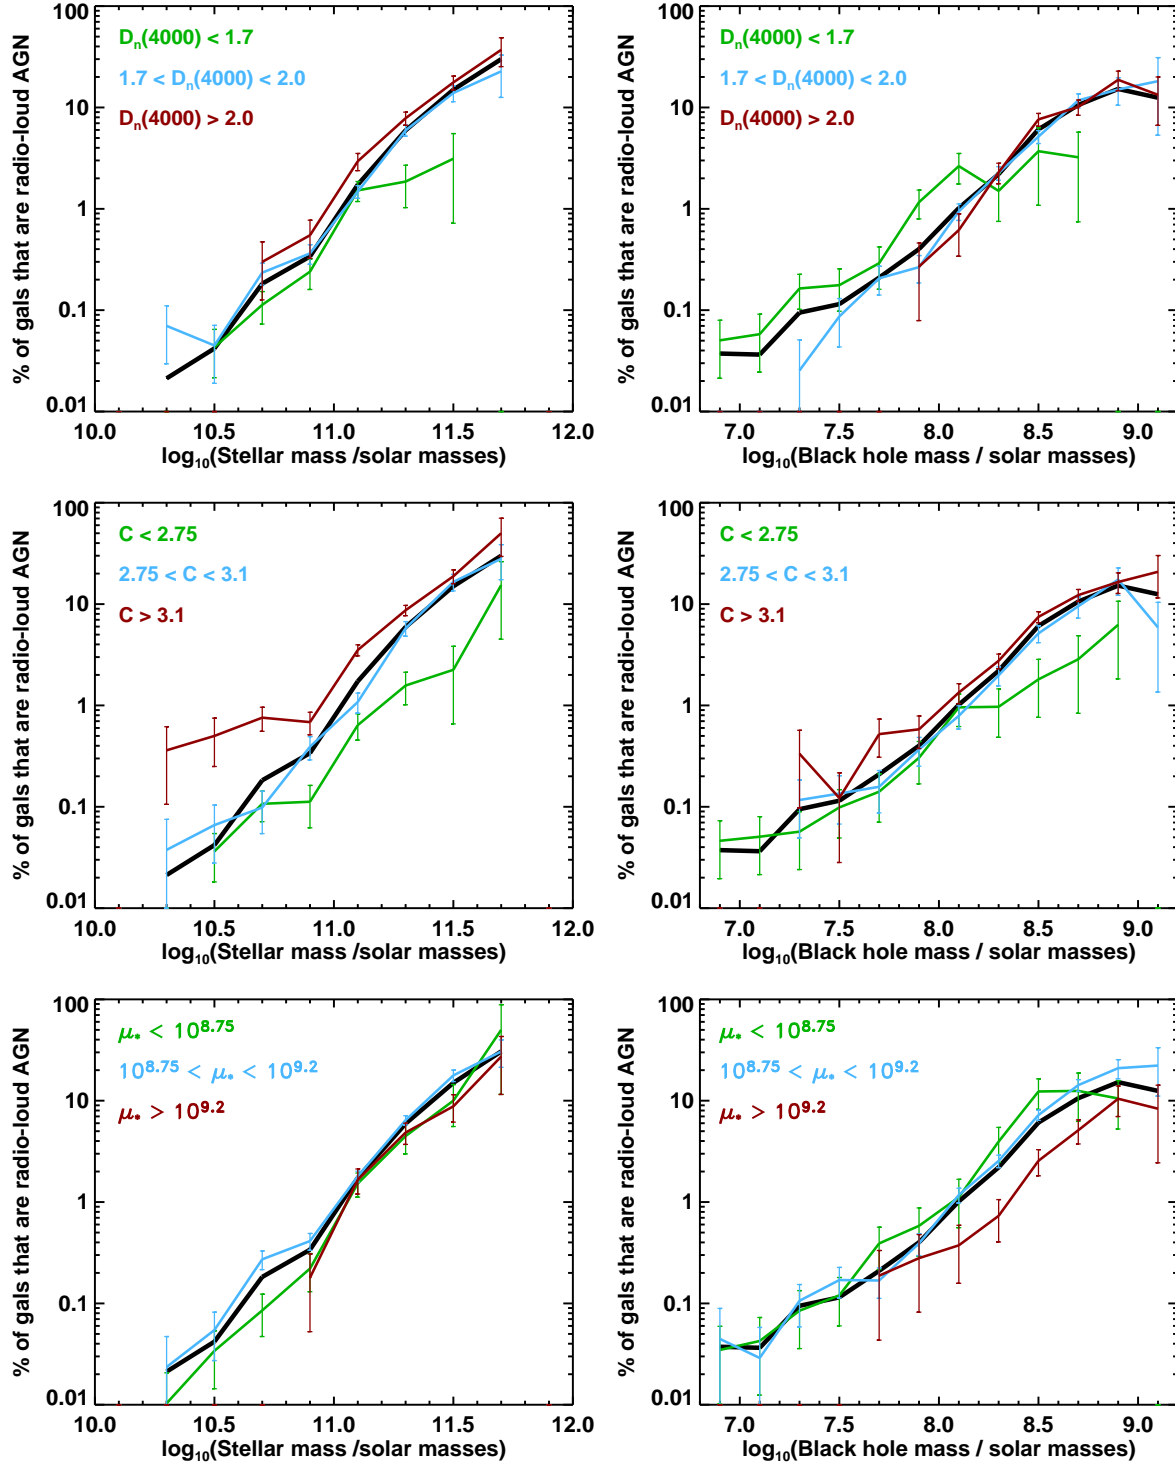 100
10
1
0.1
0.01
% of gals that are radio-loud AGN
Dₙ(4000) < 1.7
1.7 < Dₙ(4000) < 2.0
Dₙ(4000) > 2.0
10.0 10.5 11.0 11.5 12.0
log₁₀(Stellar mass /solar masses)
100
10
1
0.1
0.01
% of gals that are radio-loud AGN
Dₙ(4000) < 1.7
1.7 < Dₙ(4000) < 2.0
Dₙ(4000) > 2.0
7.0 7.5 8.0 8.5 9.0
log₁₀(Black hole mass / solar masses)
100
10
1
0.1
0.01
% of gals that are radio-loud AGN
C < 2.75
2.75 < C < 3.1
C > 3.1
10.0 10.5 11.0 11.5 12.0
log₁₀(Stellar mass /solar masses)
100
10
1
0.1
0.01
% of gals that are radio-loud AGN
C < 2.75
2.75 < C < 3.1
C > 3.1
7.0 7.5 8.0 8.5 9.0
log₁₀(Black hole mass / solar masses)
100
10
1
0.1
0.01
% of gals that are radio-loud AGN
μ* < 10^8.75
10^8.75 < μ* < 10^9.2
μ* > 10^9.2
10.0 10.5 11.0 11.5 12.0
log₁₀(Stellar mass /solar masses)
100
10
1
0.1
0.01
% of gals that are radio-loud AGN
μ* < 10^8.75
10^8.75 < μ* < 10^9.2
μ* > 10^9.2
7.0 7.5 8.0 8.5 9.0
log₁₀(Black hole mass / solar masses)